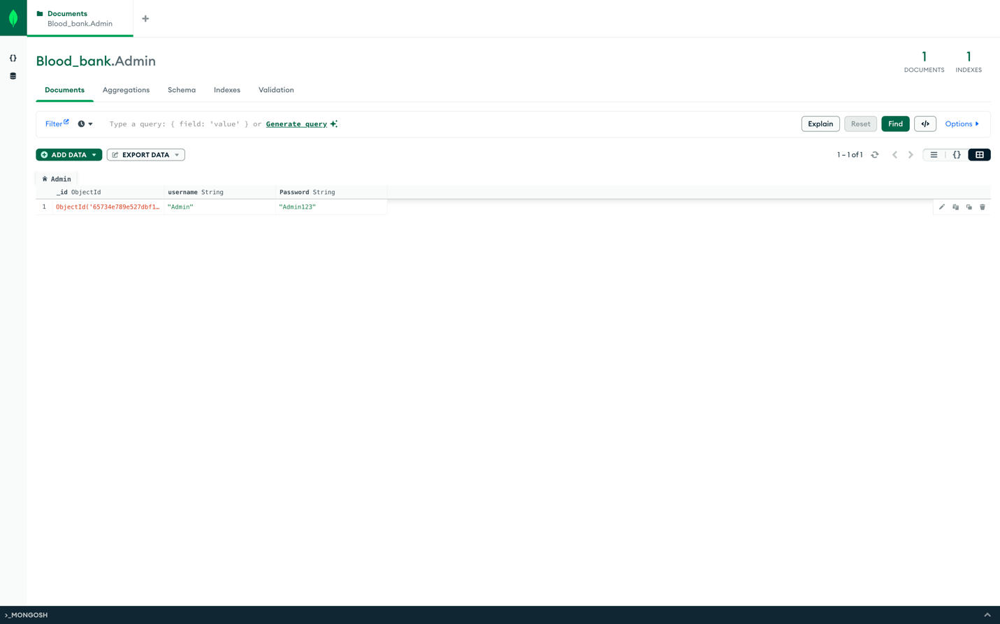 Documents
Blood_bank.Admin
Blood_bank.Admin
1 1
DOCUMENTS INDEXES
Documents Aggregations Schema Indexes Validation
Filter Type a query: { field: 'value' } or Generate query Explain Reset Find </> Options
ADD DATA EXPORT DATA 1 – 1 of 1 {}
Admin
_id ObjectId username String Password String
1 ObjectId('65734e789e527dbf1… "Admin" "Admin123"
>_MONGOSH